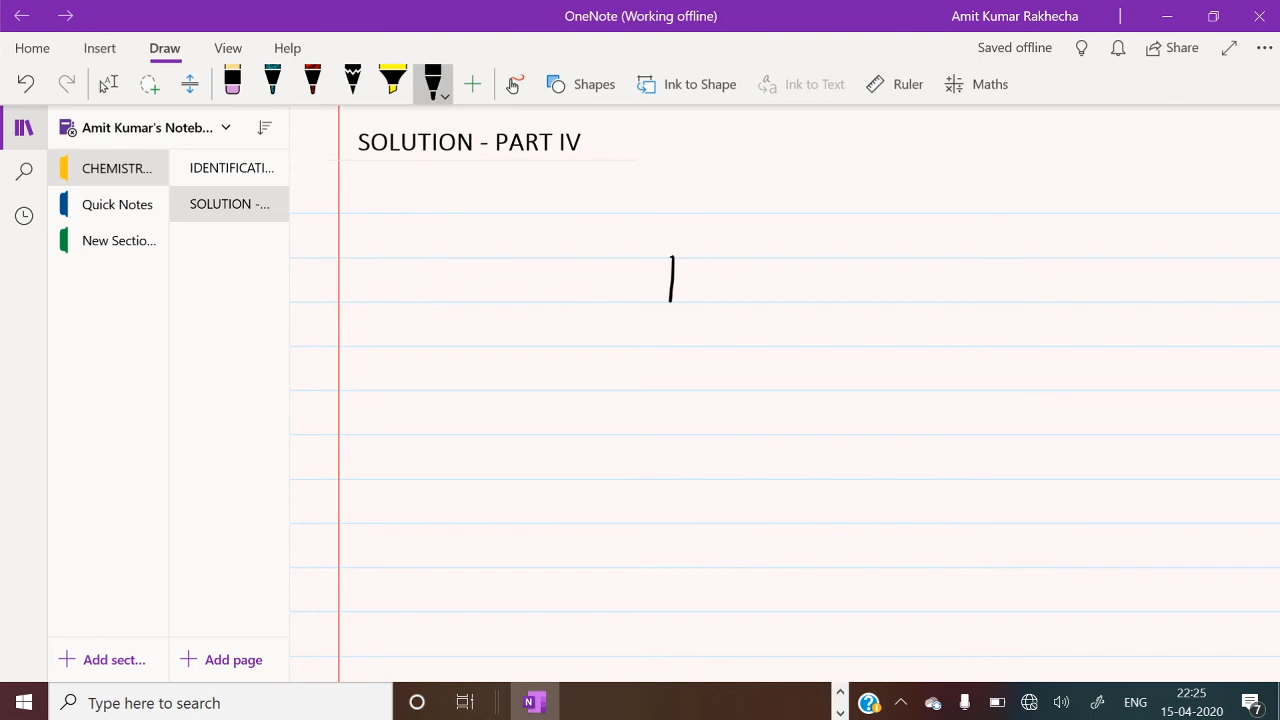 OneNote (Working offline)
Amit Kumar Rakhecha
Home Insert Draw View Help
Saved offline
Share
Shapes
Ink to Shape
Ink to Text
Ruler
Maths
Amit Kumar's Noteb...
CHEMISTR...
Quick Notes
New Sectio...
IDENTIFICATI...
SOLUTION -...
SOLUTION - PART IV
Add sect...
Add page
Type here to search
N
ENG
22:25
15-04-2020
7